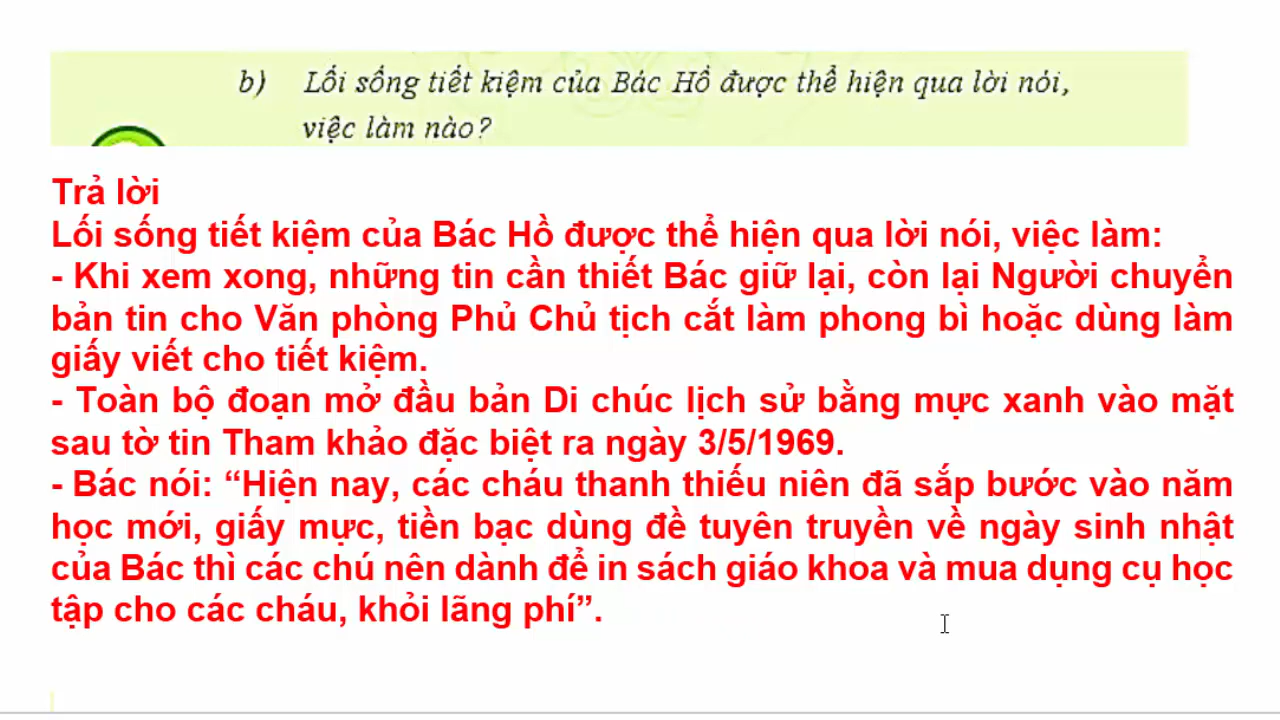 b) Lối sống tiết kiệm của Bác Hồ được thể hiện qua lời nói,
việc làm nào?
Trả lời
Lối sống tiết kiệm của Bác Hồ được thể hiện qua lời nói, việc làm:
- Khi xem xong, những tin cần thiết Bác giữ lại, còn lại Người chuyển
bản tin cho Văn phòng Phủ Chủ tịch cắt làm phong bì hoặc dùng làm
giấy viết cho tiết kiệm.
- Toàn bộ đoạn mở đầu bản Di chúc lịch sử bằng mực xanh vào mặt
sau tờ tin Tham khảo đặc biệt ra ngày 3/5/1969.
- Bác nói: “Hiện nay, các cháu thanh thiếu niên đã sắp bước vào năm
học mới, giấy mực, tiền bạc dùng đề tuyên truyền về ngày sinh nhật
của Bác thì các chú nên dành để in sách giáo khoa và mua dụng cụ học
tập cho các cháu, khỏi lãng phí”.